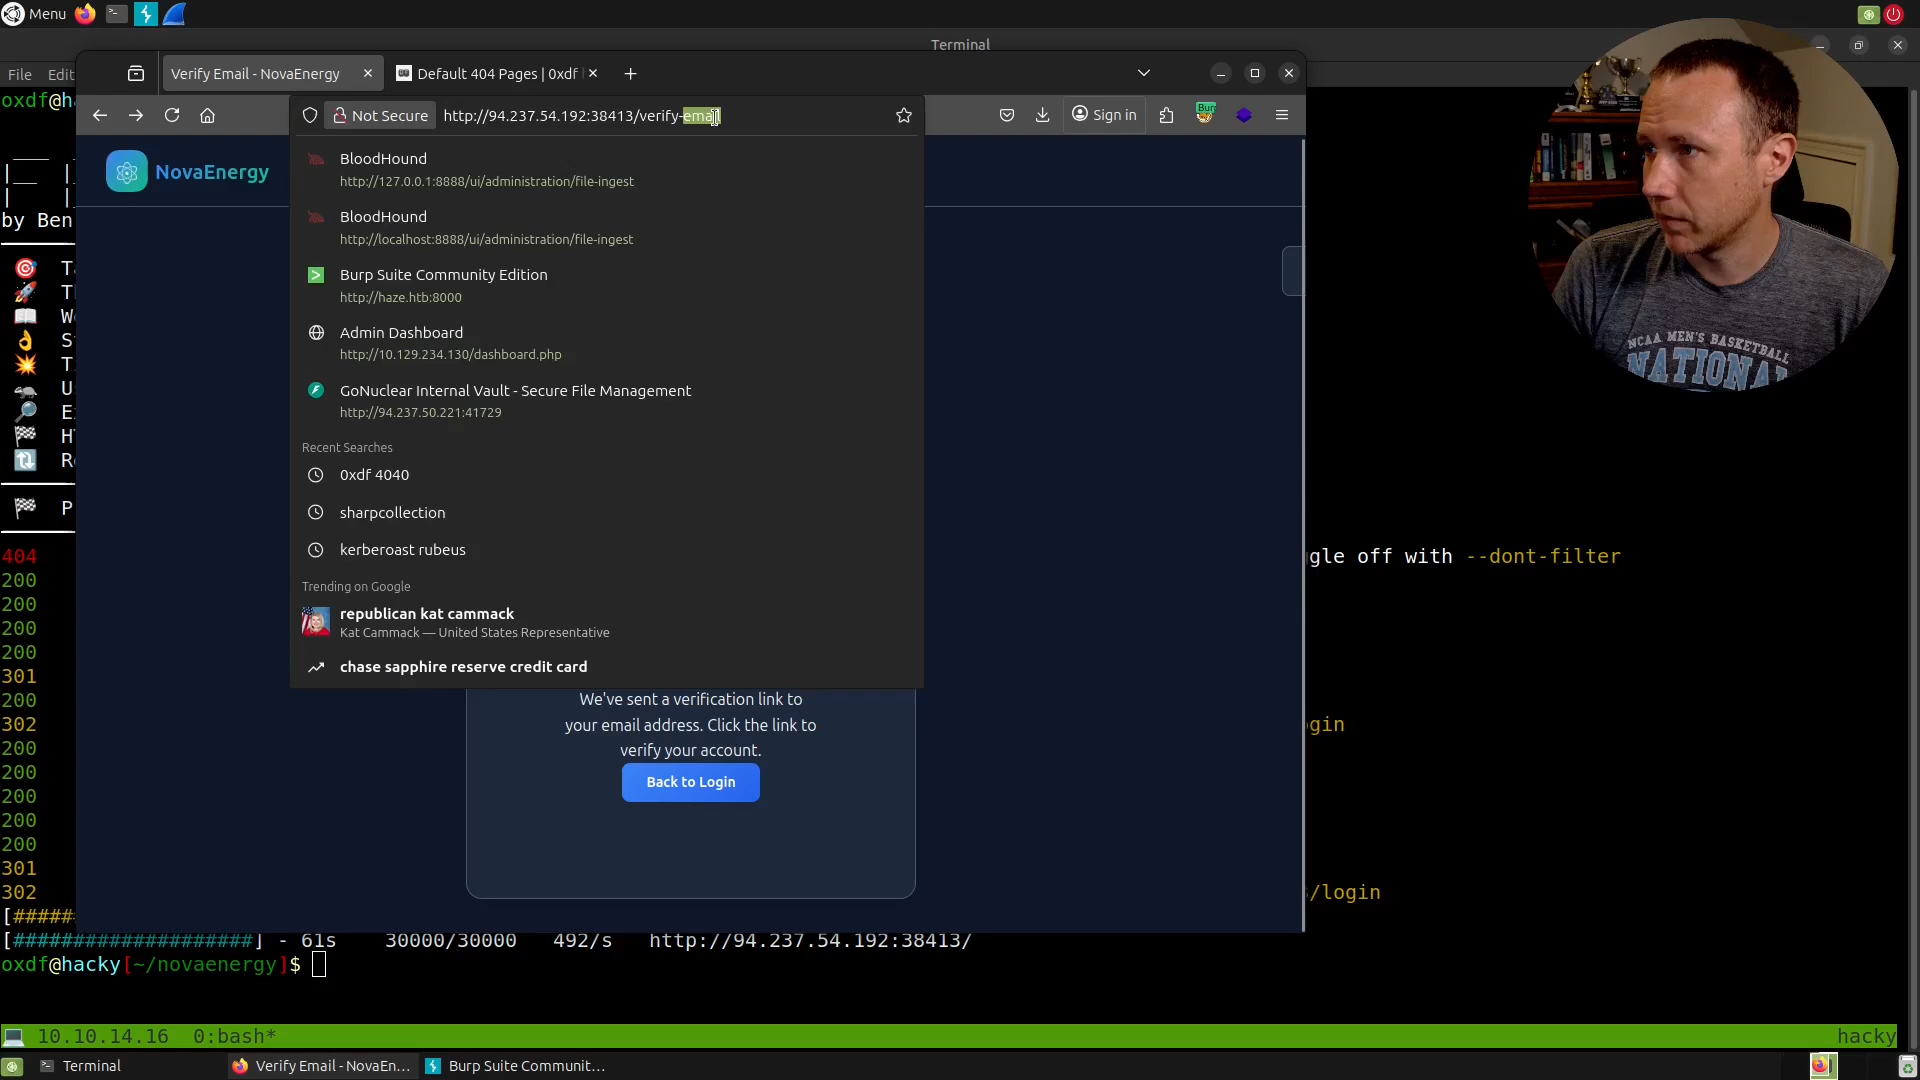 Menu
Terminal
File Edit
Verify Email - NovaEnergy
Default 404 Pages | 0xdf
Not Secure
http://94.237.54.192:38413/verify-email
Sign in
Burp
oxdf@h
by Ben
NovaEnergy
BloodHound
http://127.0.0.1:8888/ui/administration/file-ingest
BloodHound
http://localhost:8888/ui/administration/file-ingest
Burp Suite Community Edition
http://haze.htb:8000
Admin Dashboard
http://10.129.234.130/dashboard.php
GoNuclear Internal Vault - Secure File Management
http://94.237.50.221:41729
Recent Searches
0xdf 4040
sharpcollection
kerberoast rubeus
Trending on Google
republican kat cammack
Kat Cammack — United States Representative
chase sapphire reserve credit card
We've sent a verification link to
your email address. Click the link to
verify your account.
Back to Login
NCAA MEN'S BASKETBALL
NATIONAL
404
gle off with --dont-filter
200
200
200
200
301
200
302
gin
200
200
200
200
200
301
302
/login
[#####
[####################] - 61s 30000/30000 492/s http://94.237.54.192:38413/
oxdf@hacky[~/novaenergy]$
10.10.14.16 0:bash*
hacky
Terminal
Verify Email - NovaEn...
Burp Suite Communit...